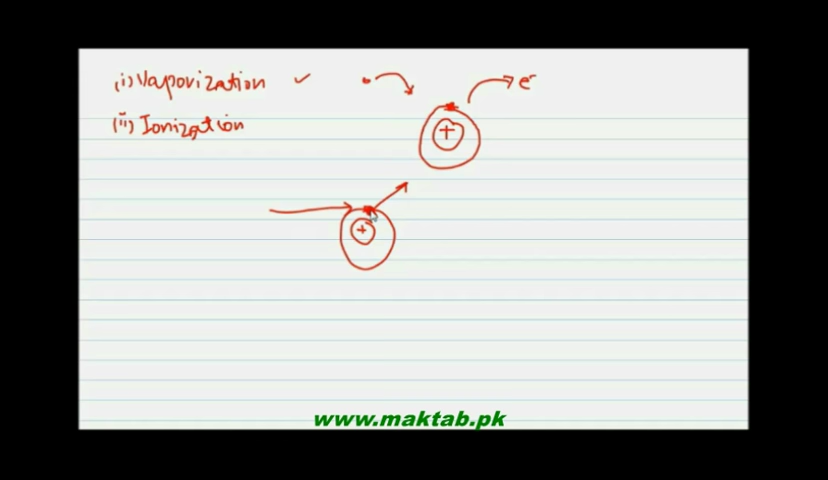 (i) Vaporization ✓
e⁻
(ii) Ionization
+
+
www.maktab.pk